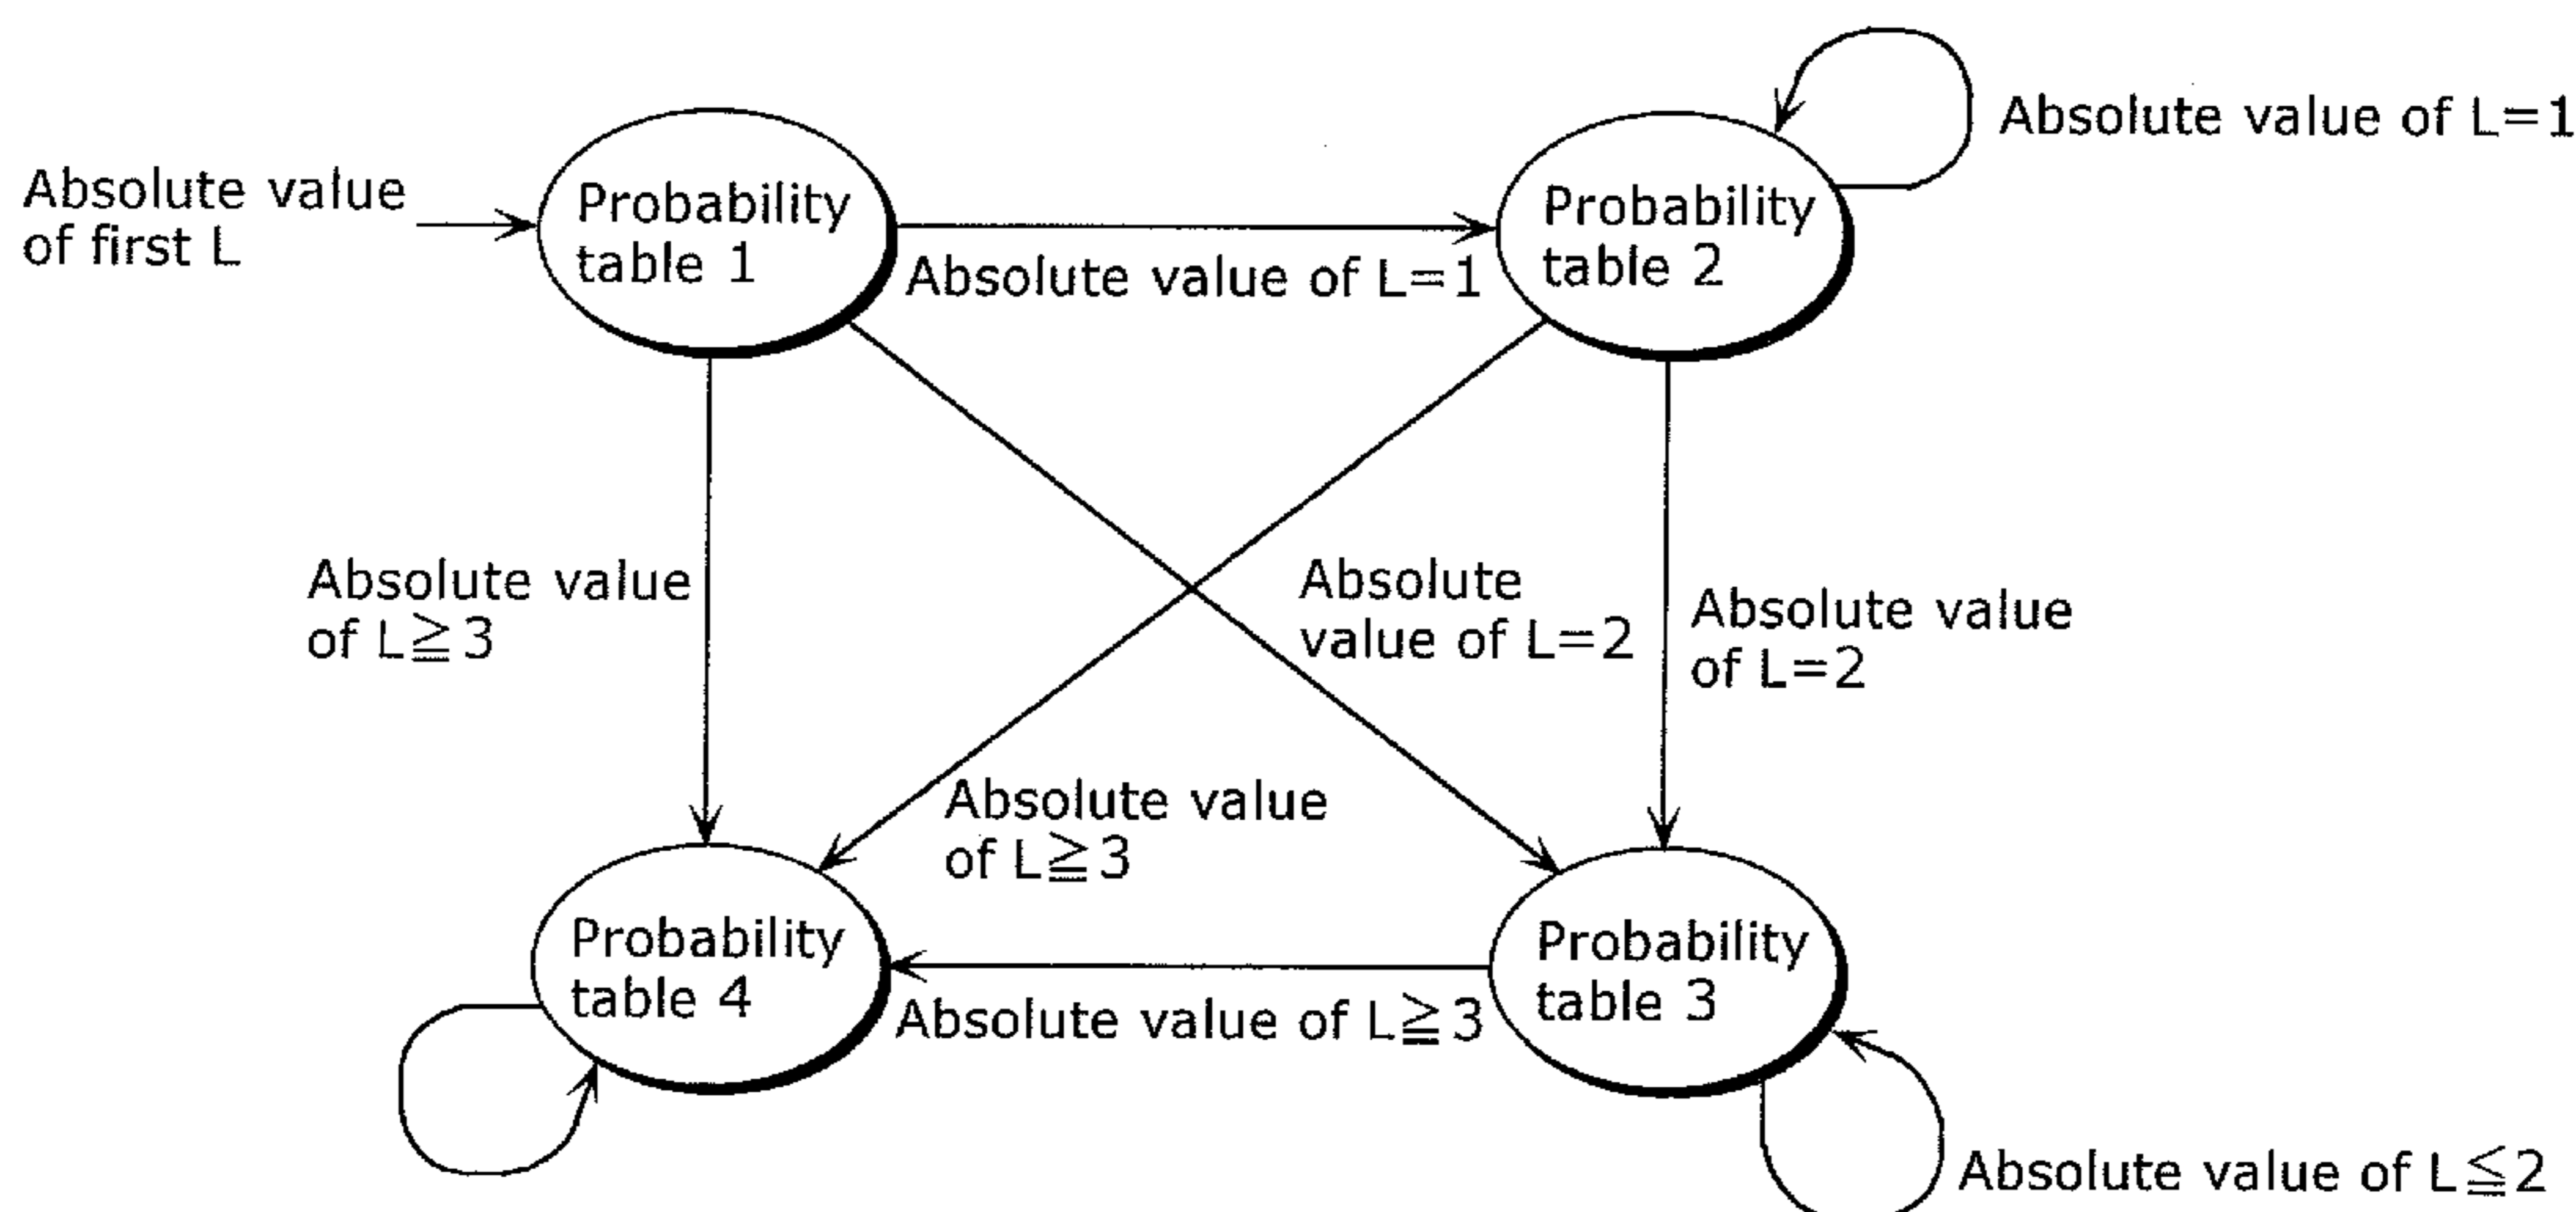 Absolute value of L=1
Absolute value
of first L
Probability
table 1
Probability
table 2
Absolute value of L=1
Absolute value
of L≧3
Absolute
value of L=2
Absolute value
of L=2
Absolute value
of L≧3
Probability
table 4
Probability
table 3
Absolute value of L≧3
Absolute value of L≦2